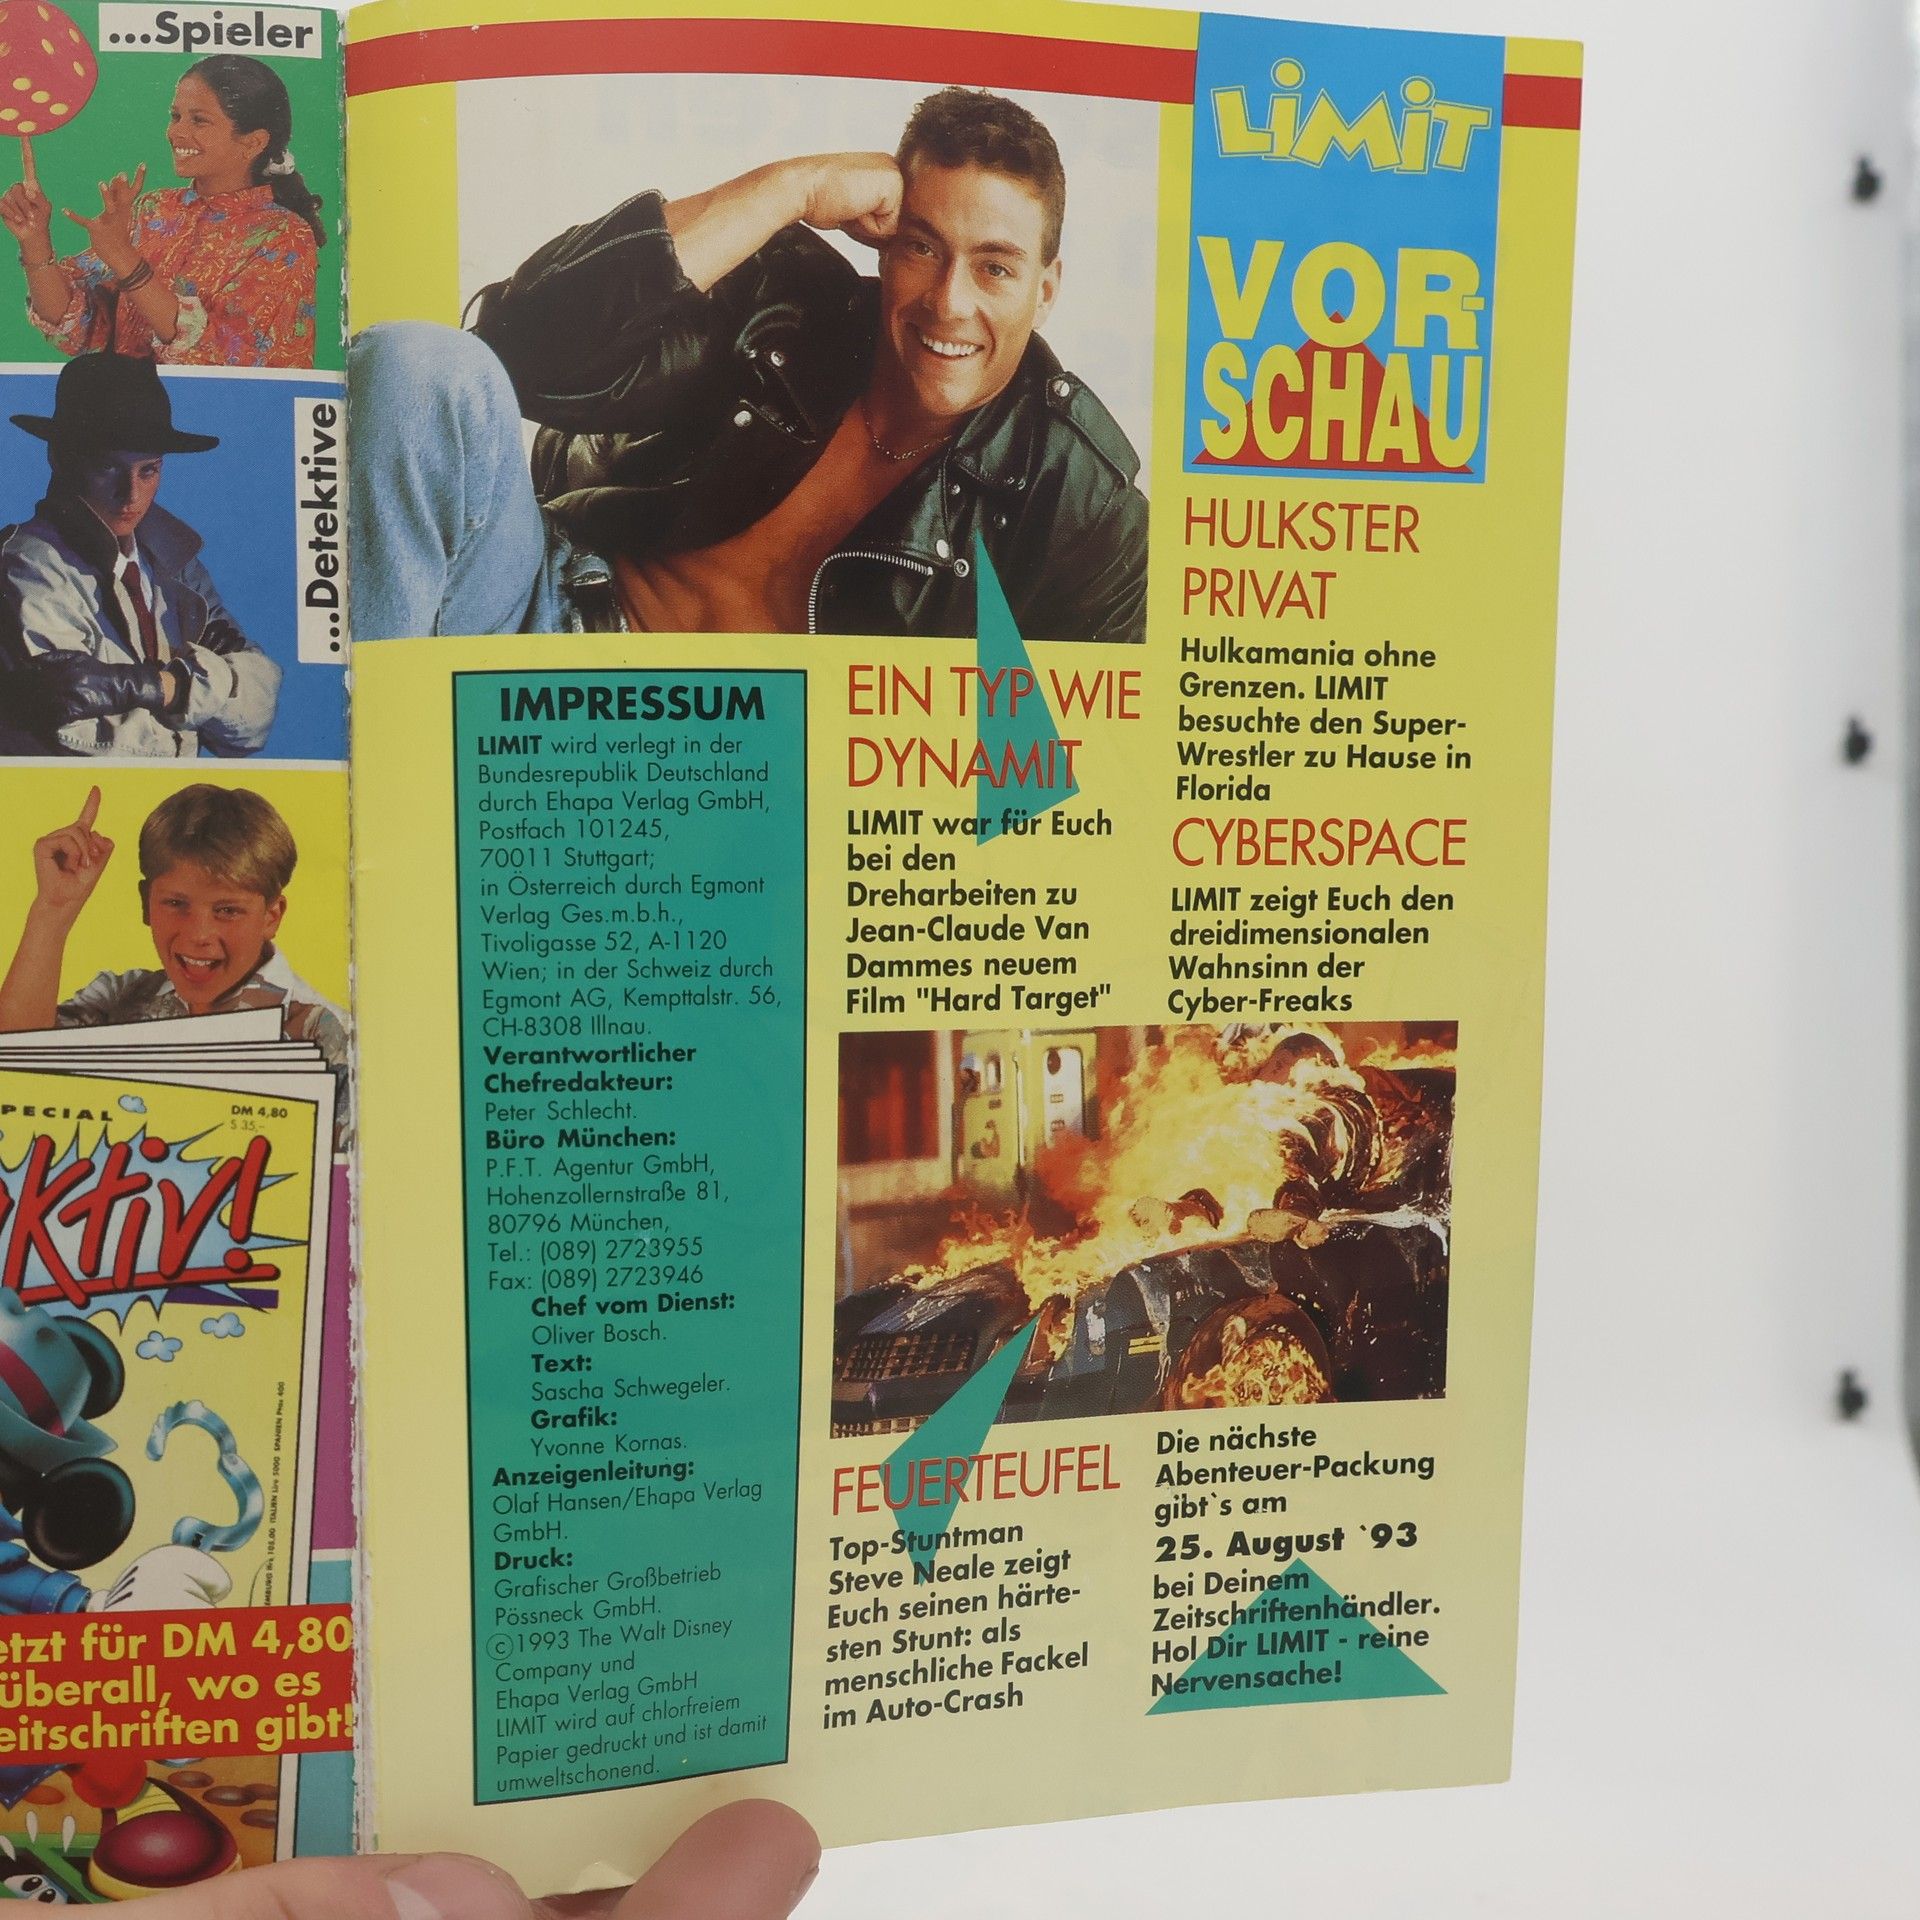 ...Spieler
...Detektive
PECIAL
DM 4,80
S 35,-
ktiv!
etzt für DM 4,80
überall, wo es
eitschriften gibt!
LiMiT
VOR-
SCHAU
HULKSTER
PRIVAT
Hulkamania ohne
Grenzen. LIMIT
besuchte den Super-
Wrestler zu Hause in
Florida
CYBERSPACE
LIMIT zeigt Euch den
dreidimensionalen
Wahnsinn der
Cyber-Freaks
EIN TYP WIE
DYNAMIT
LIMIT war für Euch
bei den
Dreharbeiten zu
Jean-Claude Van
Dammes neuem
Film "Hard Target"
IMPRESSUM
LIMIT wird verlegt in der
Bundesrepublik Deutschland
durch Ehapa Verlag GmbH,
Postfach 101245,
70011 Stuttgart;
in Österreich durch Egmont
Verlag Ges.m.b.h.,
Tivoligasse 52, A-1120
Wien; in der Schweiz durch
Egmont AG, Kempttalstr. 56,
CH-8308 Illnau.
Verantwortlicher
Chefredakteur:
Peter Schlecht.
Büro München:
P.F.T. Agentur GmbH,
Hohenzollernstraße 81,
80796 München,
Tel.: (089) 2723955
Fax: (089) 2723946
Chef vom Dienst:
Oliver Bosch.
Text:
Sascha Schwegeler.
Grafik:
Yvonne Kornas.
Anzeigenleitung:
Olaf Hansen/Ehapa Verlag
GmbH.
Druck:
Grafischer Großbetrieb
Pössneck GmbH.
©1993 The Walt Disney
Company und
Ehapa Verlag GmbH
LIMIT wird auf chlorfreiem
Papier gedruckt und ist damit
umweltschonend.
FEUERTEUFEL
Top-Stuntman
Steve Neale zeigt
Euch seinen härte-
sten Stunt: als
menschliche Fackel
im Auto-Crash
Die nächste
Abenteuer-Packung
gibt`s am
25. August `93
bei Deinem
Zeitschriftenhändler.
Hol Dir LIMIT - reine
Nervensache!